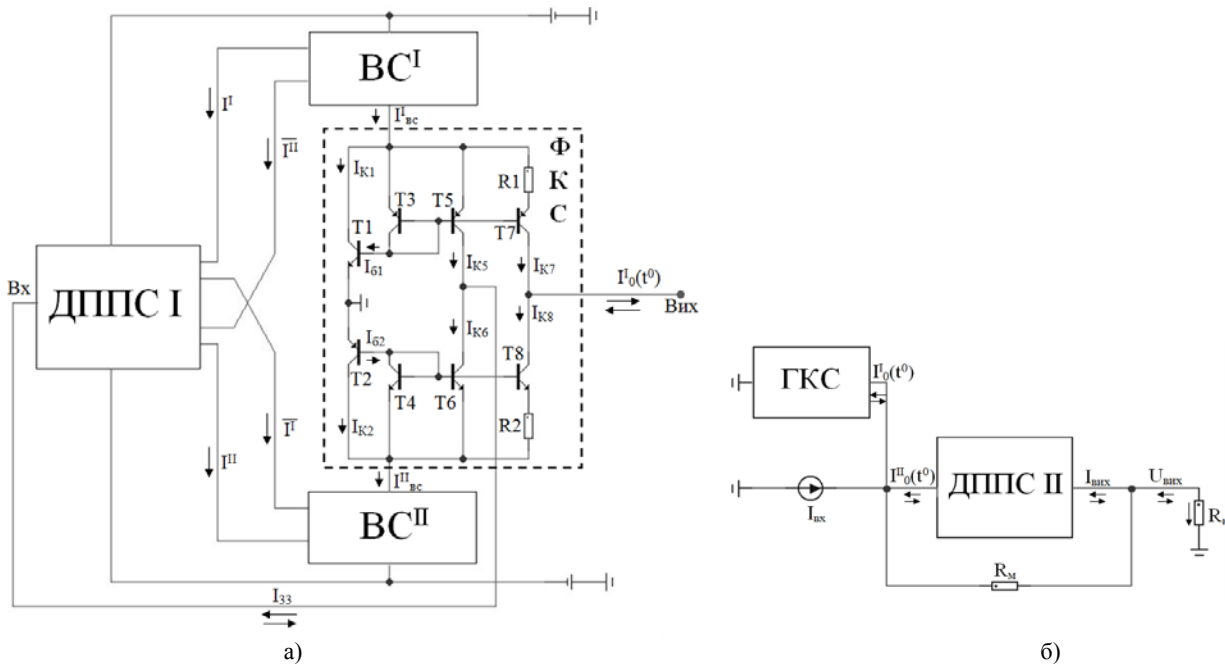 ВС^I
I^I
I^I_вс
I̅^II̅
Ф
К
С
I_К1
R1
T3
T5
T1
T7
I_б1
I_К5
I_К7
I^I_0(t^0)
Вх
ДППС I
Вих
I_К6
I_К8
I_б2
T8
T2
T4
T6
R2
I_К2
I^II
I̅^I̅
I^II_вс
ВС^II
I_33
а)
ГКС
I^I_0(t^0)
I^II_0(t^0)
ДППС II
I_вих
U_вих
I_вх
R_м
б)